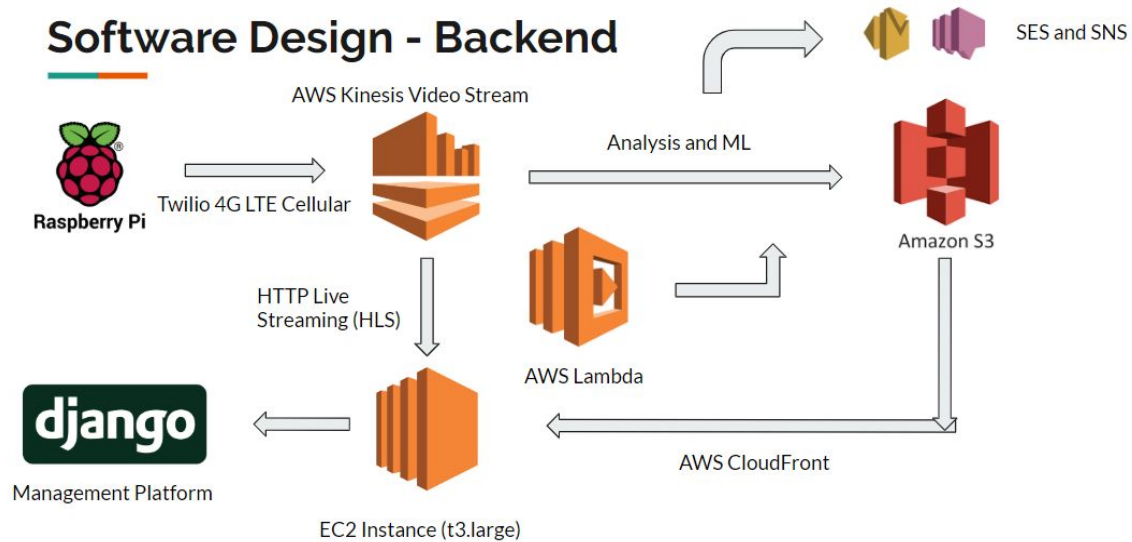 Software Design - Backend
SES and SNS
AWS Kinesis Video Stream
Analysis and ML
Raspberry Pi
Twilio 4G LTE Cellular
Amazon S3
HTTP Live
Streaming (HLS)
AWS Lambda
django
AWS CloudFront
Management Platform
EC2 Instance (t3.large)